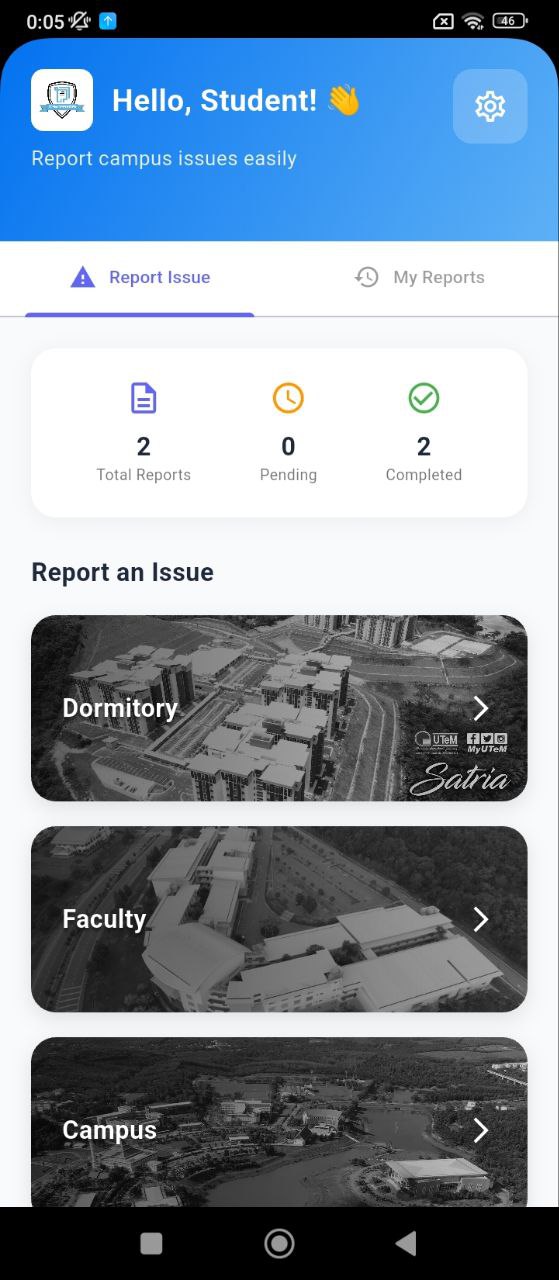 0:05
46
Hello, Student! 👋
Report campus issues easily
Report Issue
My Reports
2
0
2
Total Reports
Pending
Completed
Report an Issue
Dormitory
UTeM
MyUTeM
Satria
Faculty
Campus